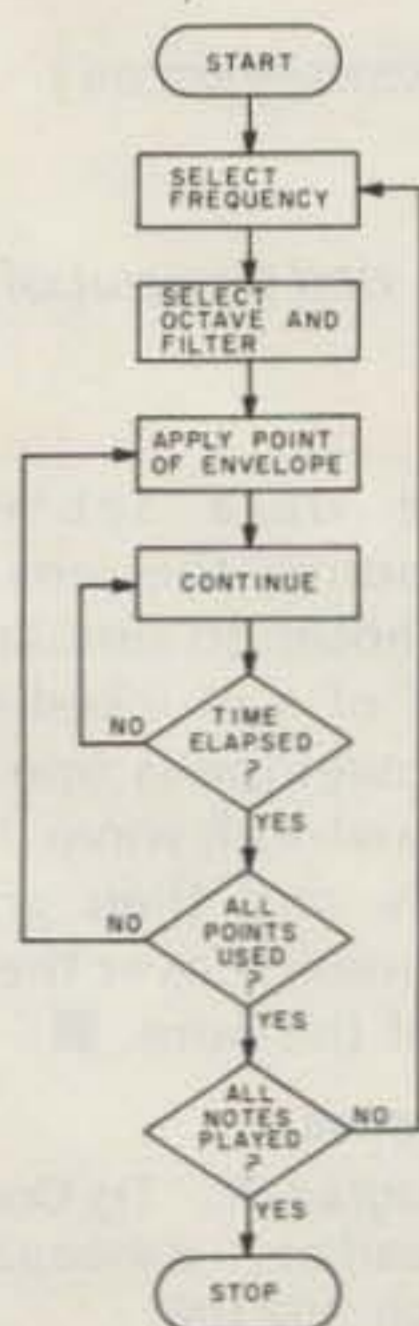 START
SELECT
FREQUENCY
SELECT
OCTAVE AND
FILTER
APPLY POINT
OF ENVELOPE
CONTINUE
TIME
ELAPSED
?
NO
YES
ALL
POINTS
USED
?
NO
YES
ALL
NOTES
PLAYED
?
NO
YES
STOP